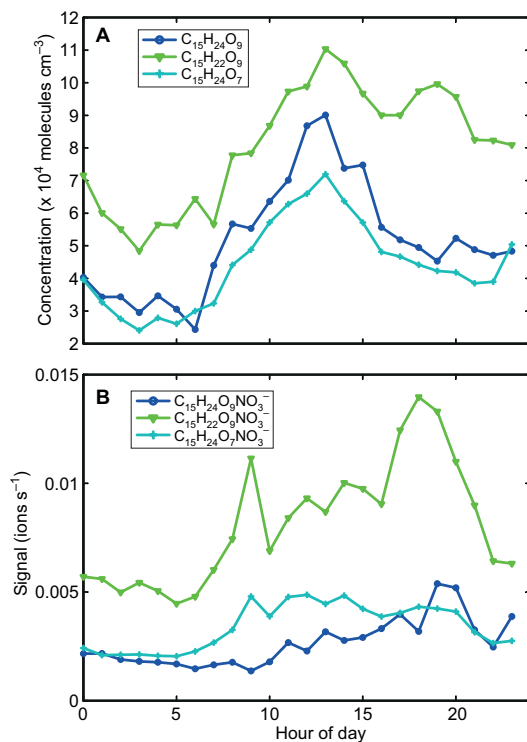 A
C₁₅H₂₄O₉
C₁₅H₂₂O₉
C₁₅H₂₄O₇
Concentration (x 10⁴ molecules cm⁻³)
12
11
10
9
8
7
6
5
4
3
2
B
C₁₅H₂₄O₉NO₃⁻
C₁₅H₂₂O₉NO₃⁻
C₁₅H₂₄O₇NO₃⁻
Signal (ions s⁻¹)
0.015
0.01
0.005
0
0 5 10 15 20
Hour of day